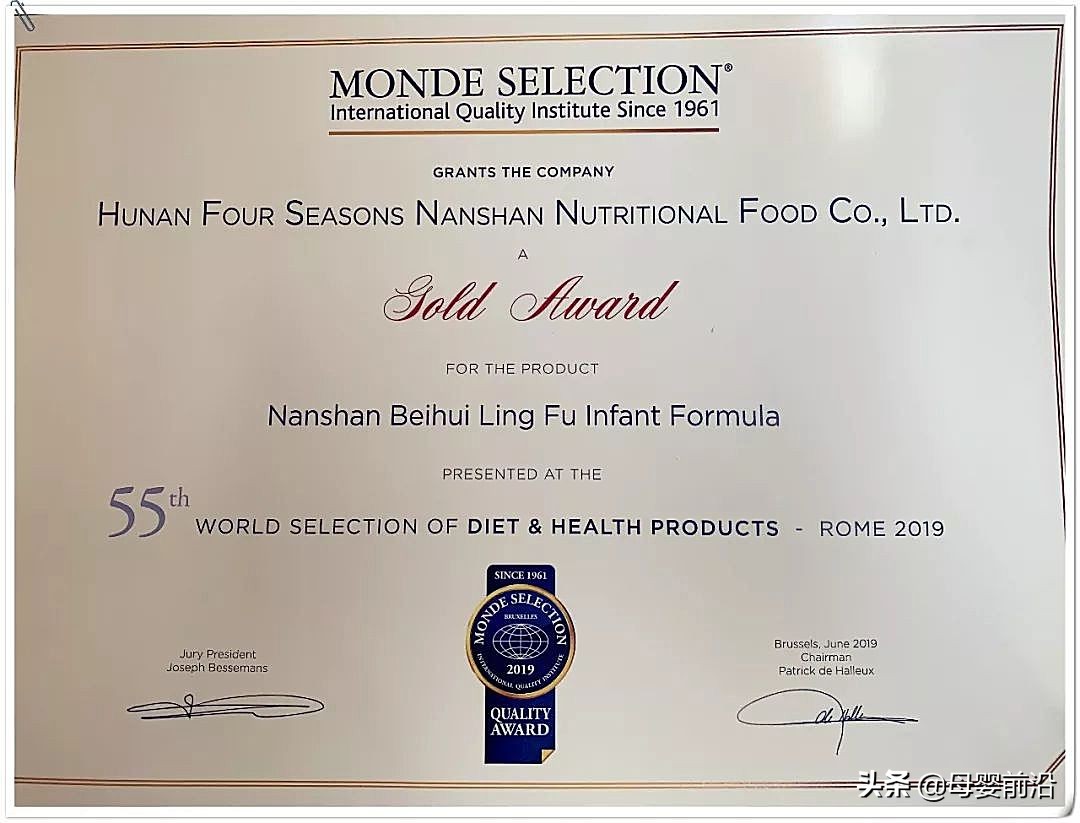 MONDE SELECTION®
International Quality Institute Since 1961
GRANTS THE COMPANY
HUNAN FOUR SEASONS NANSHAN NUTRITIONAL FOOD CO., LTD.
A
Gold Award
FOR THE PRODUCT
Nanshan Beihui Ling Fu Infant Formula
PRESENTED AT THE
55th WORLD SELECTION OF DIET & HEALTH PRODUCTS - ROME 2019
SINCE 1961
MONDE SELECTION
BRUXELLES
2019
INTERNATIONAL QUALITY INSTITUTE
QUALITY
AWARD
Jury President
Joseph Bessemans
Brussels, June 2019
Chairman
Patrick de Halleux
头条 @母婴前沿